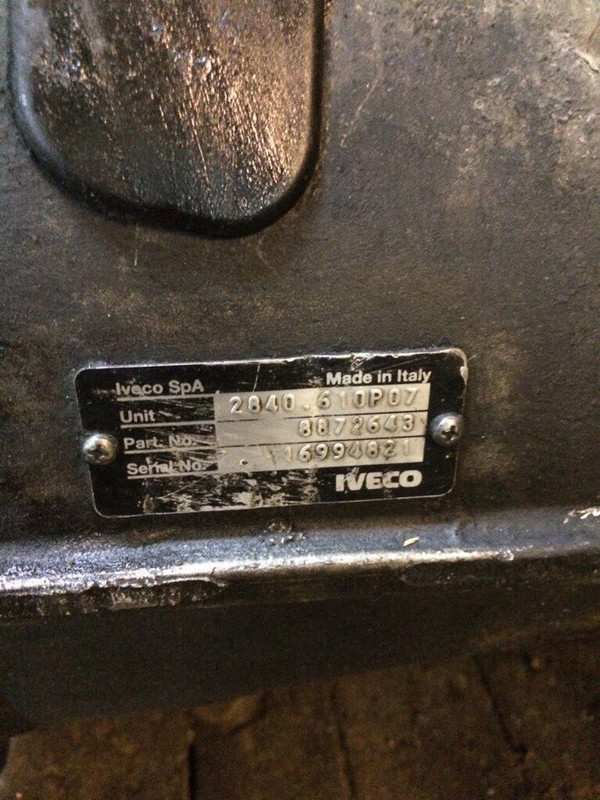 Iveco SpA Made in Italy
Unit 2840.610P07
Part. No. 8872643
Serial No. 16994821
IVECO